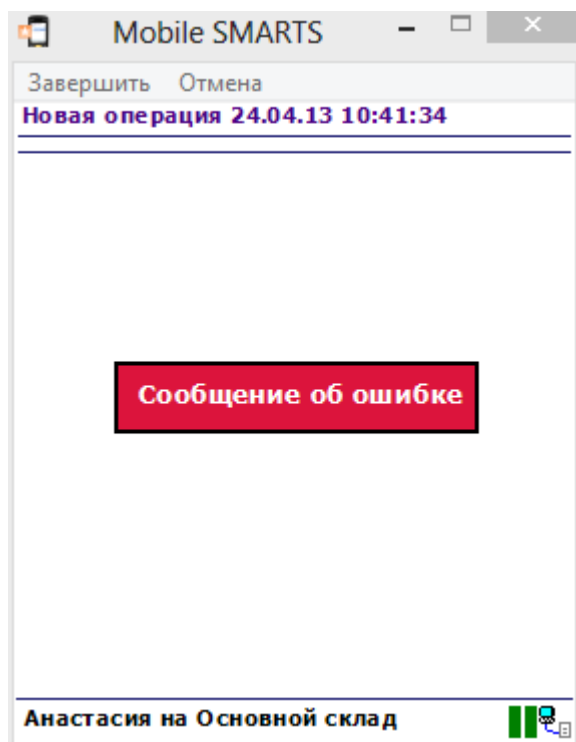 Mobile SMARTS
Завершить Отмена
Новая операция 24.04.13 10:41:34
Сообщение об ошибке
Анастасия на Основной склад